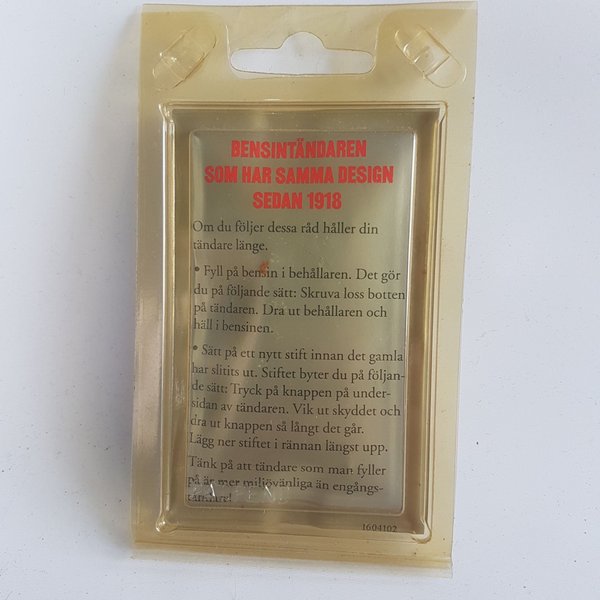 BENSINTÄNDAREN
SOM HAR SAMMA DESIGN
SEDAN 1918
Om du följer dessa råd håller din
tändare länge.
• Fyll på bensin i behållaren. Det gör
du på följande sätt: Skruva loss botten
på tändaren. Dra ut behållaren och
häll i bensinen.
• Sätt på ett nytt stift innan det gamla
har slitits ut. Stiftet byter du på följan-
de sätt: Tryck på knappen på under-
sidan av tändaren. Vik ut skyddet och
dra ut knappen så långt det går.
Lägg ner stiftet i rännan längst upp.
Tänk på att tändare som man fyller
på är mer miljövänliga än engångs-
tändare!
1604102